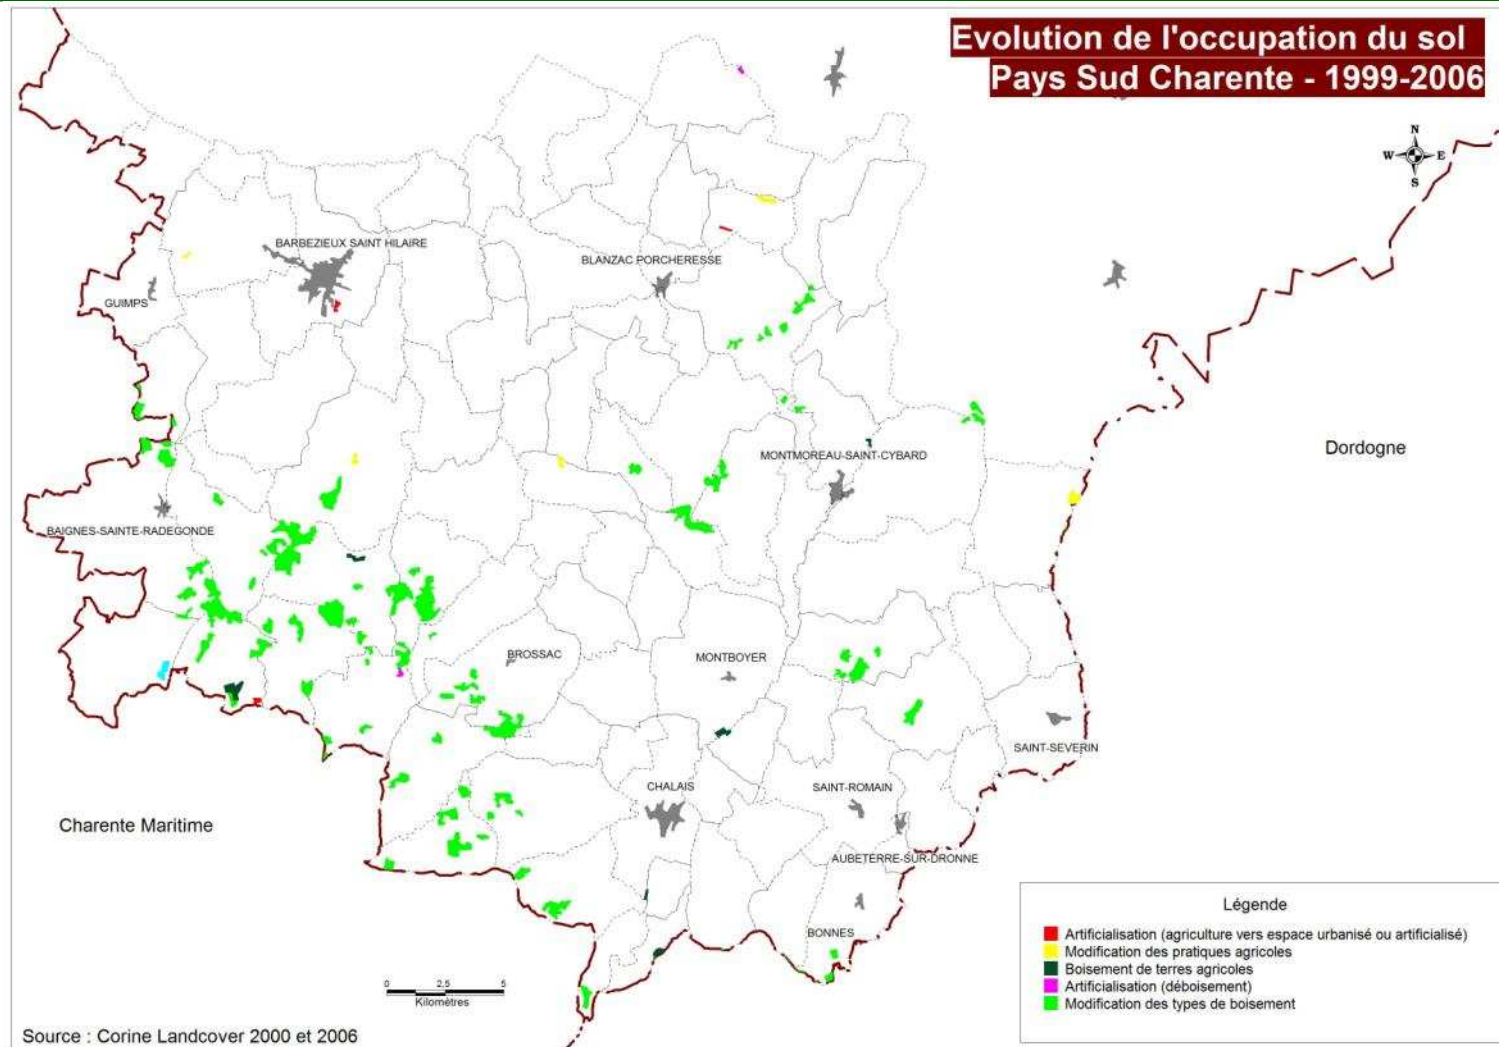 Evolution de l'occupation du sol
Pays Sud Charente - 1999-2006
N
W E
S
BARBEZIEUX SAINT HILAIRE
BLANZAC PORCHERESSE
GUIMPS
Dordogne
MONTMOREAU-SAINT-CYBARD
BAIGNES-SAINTE-RADEGONDE
BROSSAC
MONTBOYER
SAINT-SEVERIN
CHALAIS
SAINT-ROMAIN
Charente Maritime
AUBETERRE-SUR-DRONNE
Légende
BONNES
Artificialisation (agriculture vers espace urbanisé ou artificialisé)
Modification des pratiques agricoles
Boisement de terres agricoles
Artificialisation (déboisement)
Modification des types de boisement
0 2,5 5
Kilomètres
Source : Corine Landcover 2000 et 2006